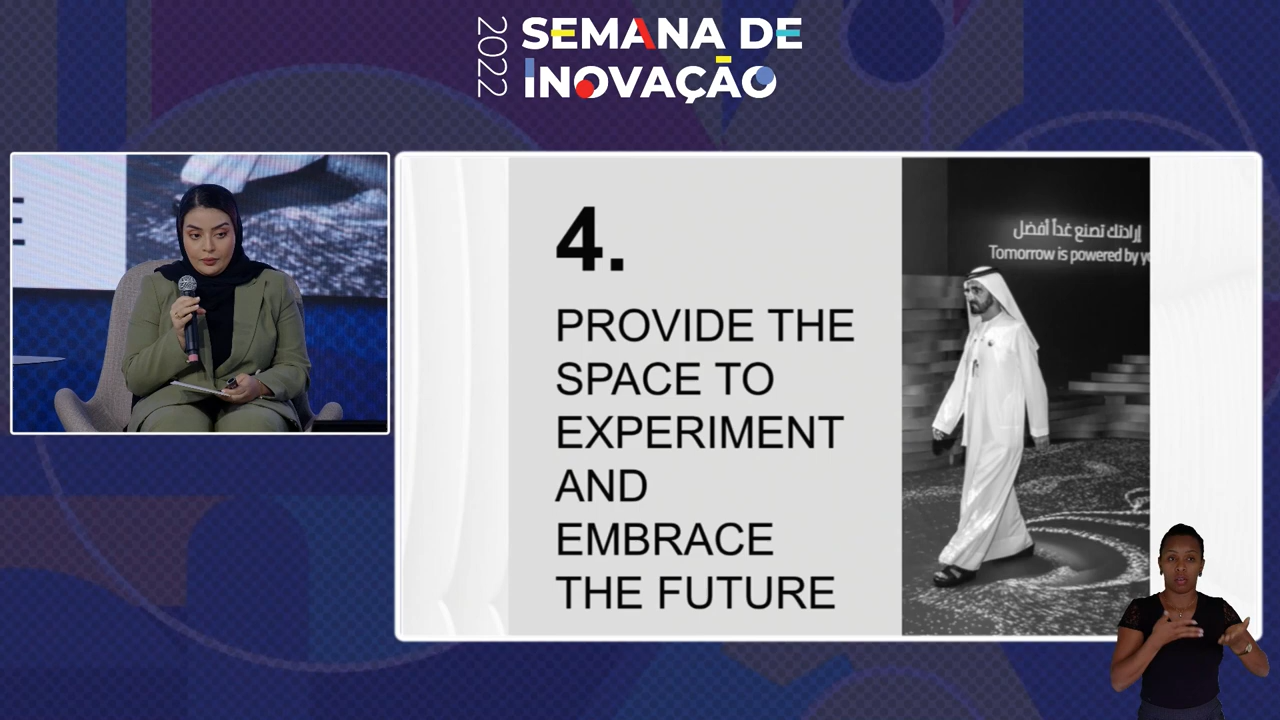 2022
SEMANA DE
INOVAÇÃO
4.
PROVIDE THE
SPACE TO
EXPERIMENT
AND
EMBRACE
THE FUTURE
إرادتك تصنع غداً أفضل
Tomorrow is powered by